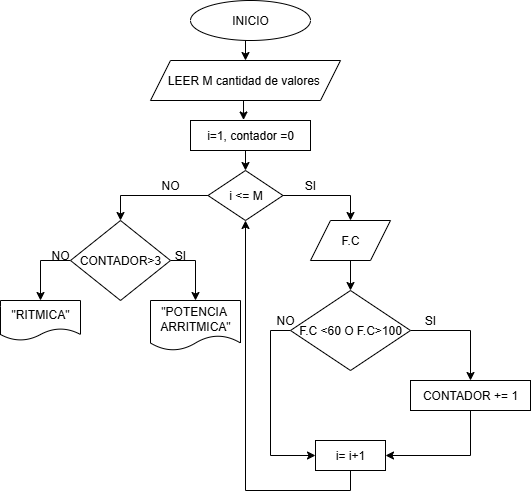 INICIO
LEER M cantidad de valores
i=1, contador =0
i <= M
NO
SI
F.C
CONTADOR>3
NO
SI
"RITMICA"
"POTENCIA
ARRITMICA"
F.C <60 O F.C>100
NO
SI
CONTADOR += 1
i= i+1